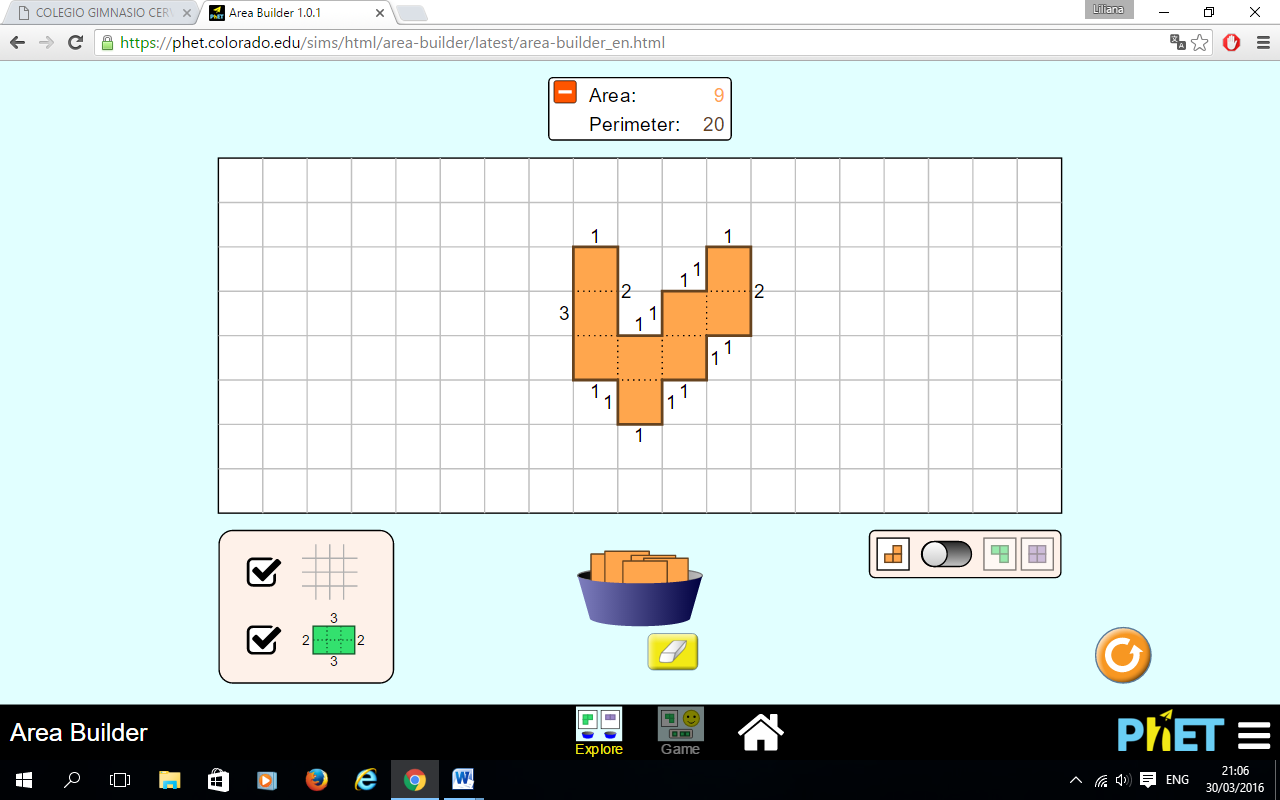 COLEGIO GIMNASIO CER
Area Builder 1.0.1
Liliana
https://phet.colorado.edu/sims/html/area-builder/latest/area-builder_en.html
Area: 9
Perimeter: 20
1 1
1
1
2 2
3 1
1
1
1
1 1
1 1
1
1
3
2 2
3
Area Builder
Explore
Game
PhET
ENG
21:06
30/03/2016